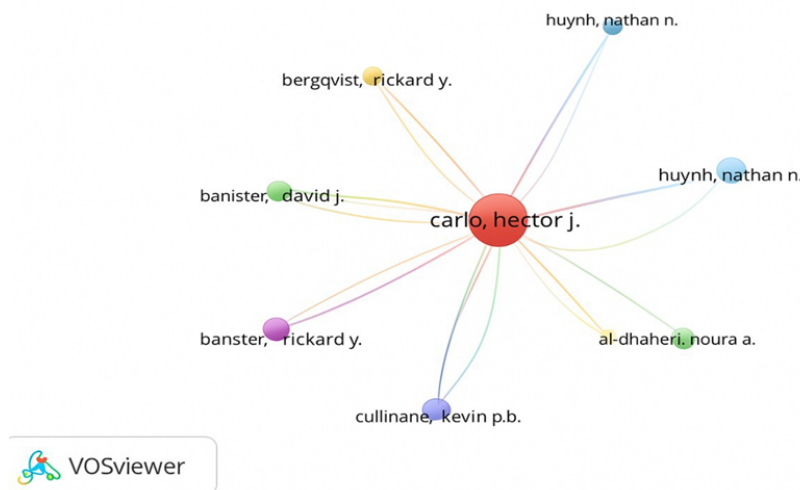 huynh, nathan n.
bergqvist, rickard y.
huynh, nathan n.
banister, david j.
carlo, hector j.
banster, rickard y.
al-dhaheri. noura a.
cullinane, kevin p.b.
VOSviewer